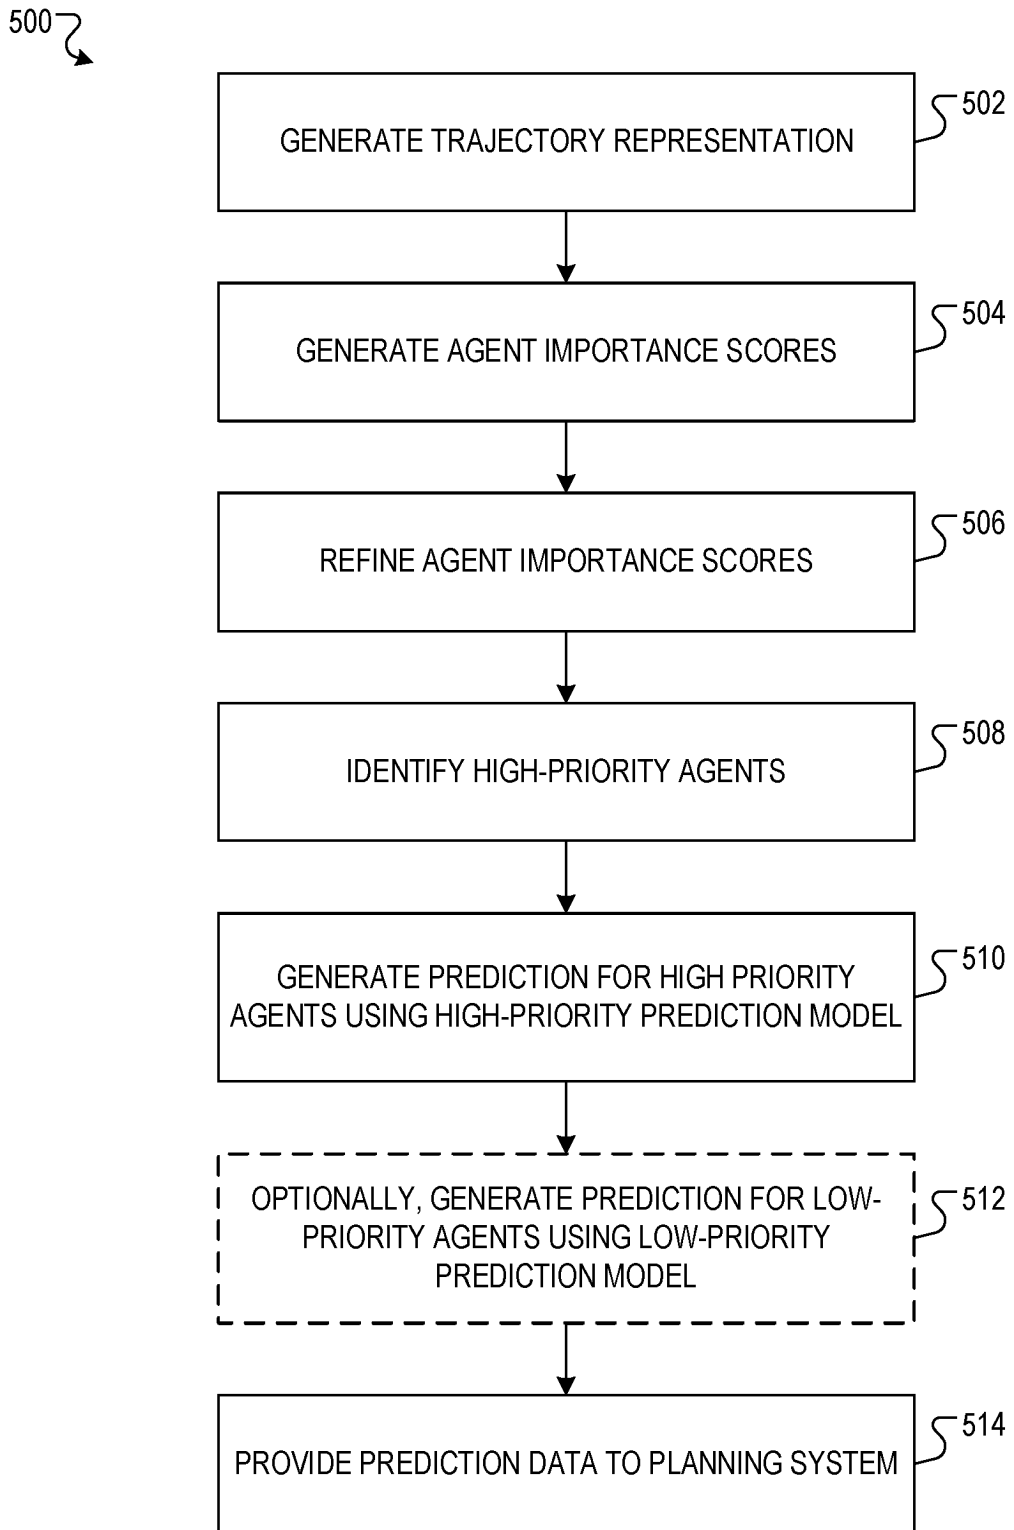 500
502
GENERATE TRAJECTORY REPRESENTATION
504
GENERATE AGENT IMPORTANCE SCORES
506
REFINE AGENT IMPORTANCE SCORES
508
IDENTIFY HIGH-PRIORITY AGENTS
510
GENERATE PREDICTION FOR HIGH PRIORITY
AGENTS USING HIGH-PRIORITY PREDICTION MODEL
512
OPTIONALLY, GENERATE PREDICTION FOR LOW-
PRIORITY AGENTS USING LOW-PRIORITY
PREDICTION MODEL
514
PROVIDE PREDICTION DATA TO PLANNING SYSTEM